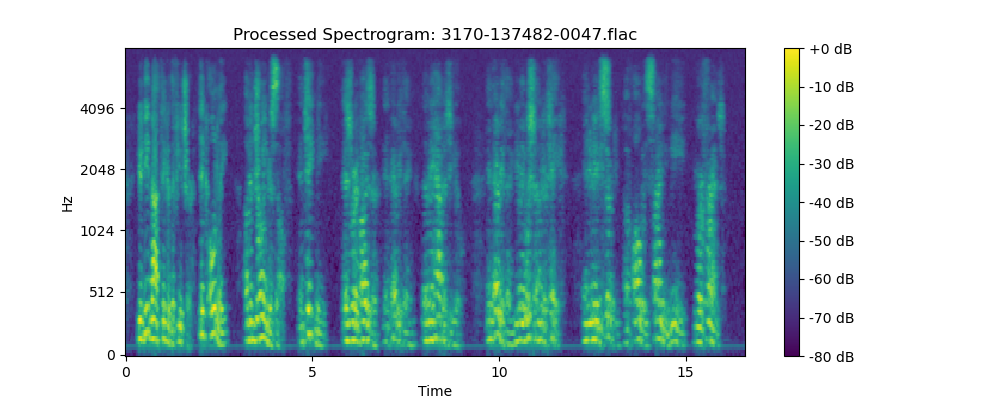 Processed Spectrogram: 3170-137482-0047.flac
Hz
4096
2048
1024
512
0
0 5 10 15
Time
+0 dB
-10 dB
-20 dB
-30 dB
-40 dB
-50 dB
-60 dB
-70 dB
-80 dB